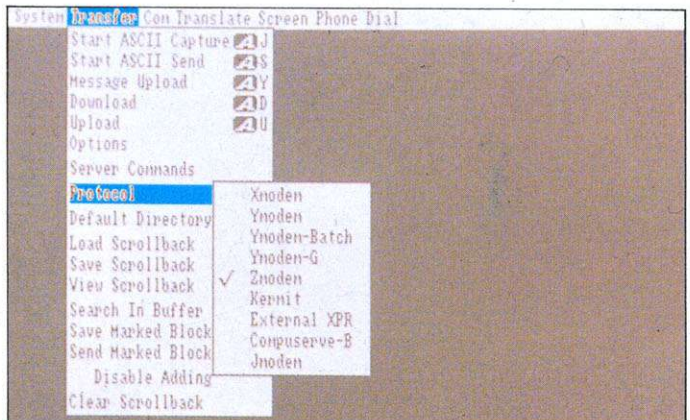 System Transfer Com Translate Screen Phone Dial
Start ASCII Capture A J
Start ASCII Send A S
Message Upload A Y
Download A D
Upload A U
Options
Server Commands
Protocol
Default Directory
Load Scrollback
Save Scrollback
View Scrollback
Search In Buffer
Save Marked Block
Send Marked Block
Disable Adding
Clear Scrollback
Xmodem
Ymodem
Ymodem-Batch
Ymodem-G
✓ Zmodem
Kermit
External XPR
Compuserve-B
Jmodem